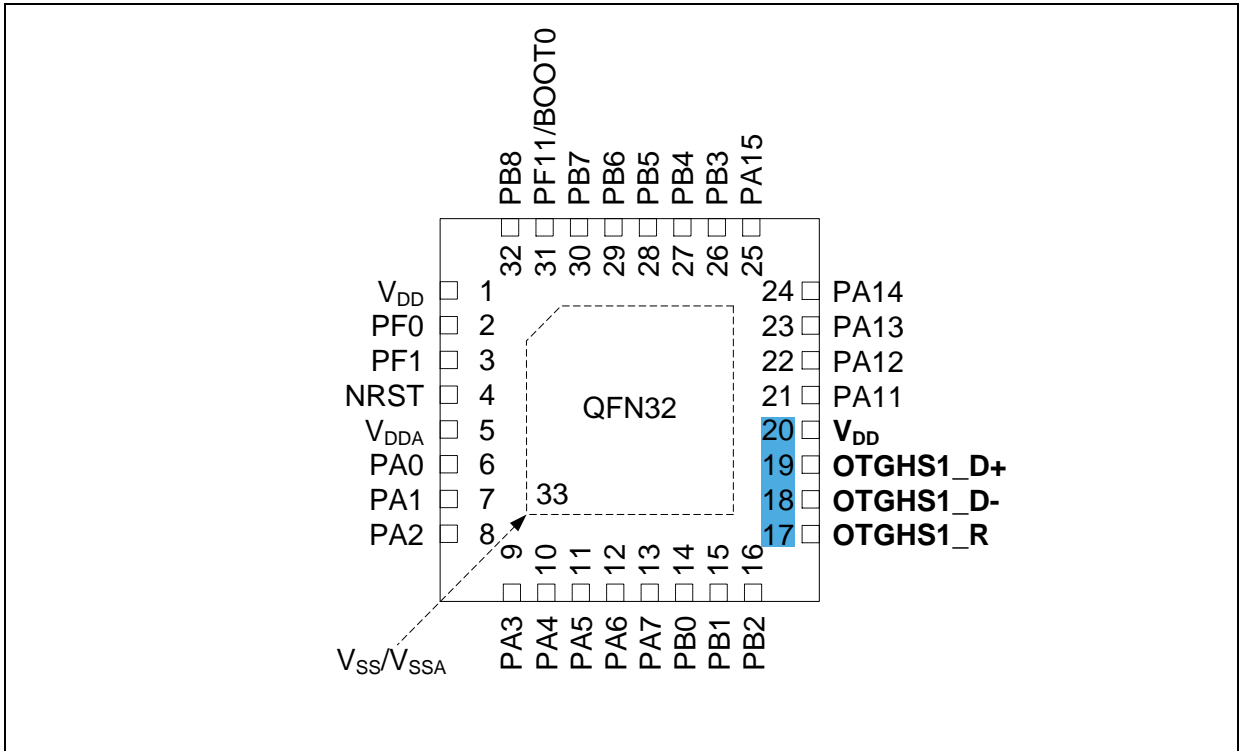 PB8
PF11/BOOT0
PB7
PB6
PB5
PB4
PB3
PA15
32
31
30
29
28
27
26
25
VDD 1
PF0 2
PF1 3
NRST 4
VDDA 5
PA0 6
PA1 7
PA2 8
QFN32
33
24 PA14
23 PA13
22 PA12
21 PA11
20 VDD
19 OTGHS1_D+
18 OTGHS1_D-
17 OTGHS1_R
9
10
11
12
13
14
15
16
PA3
PA4
PA5
PA6
PA7
PB0
PB1
PB2
VSS/VSSA